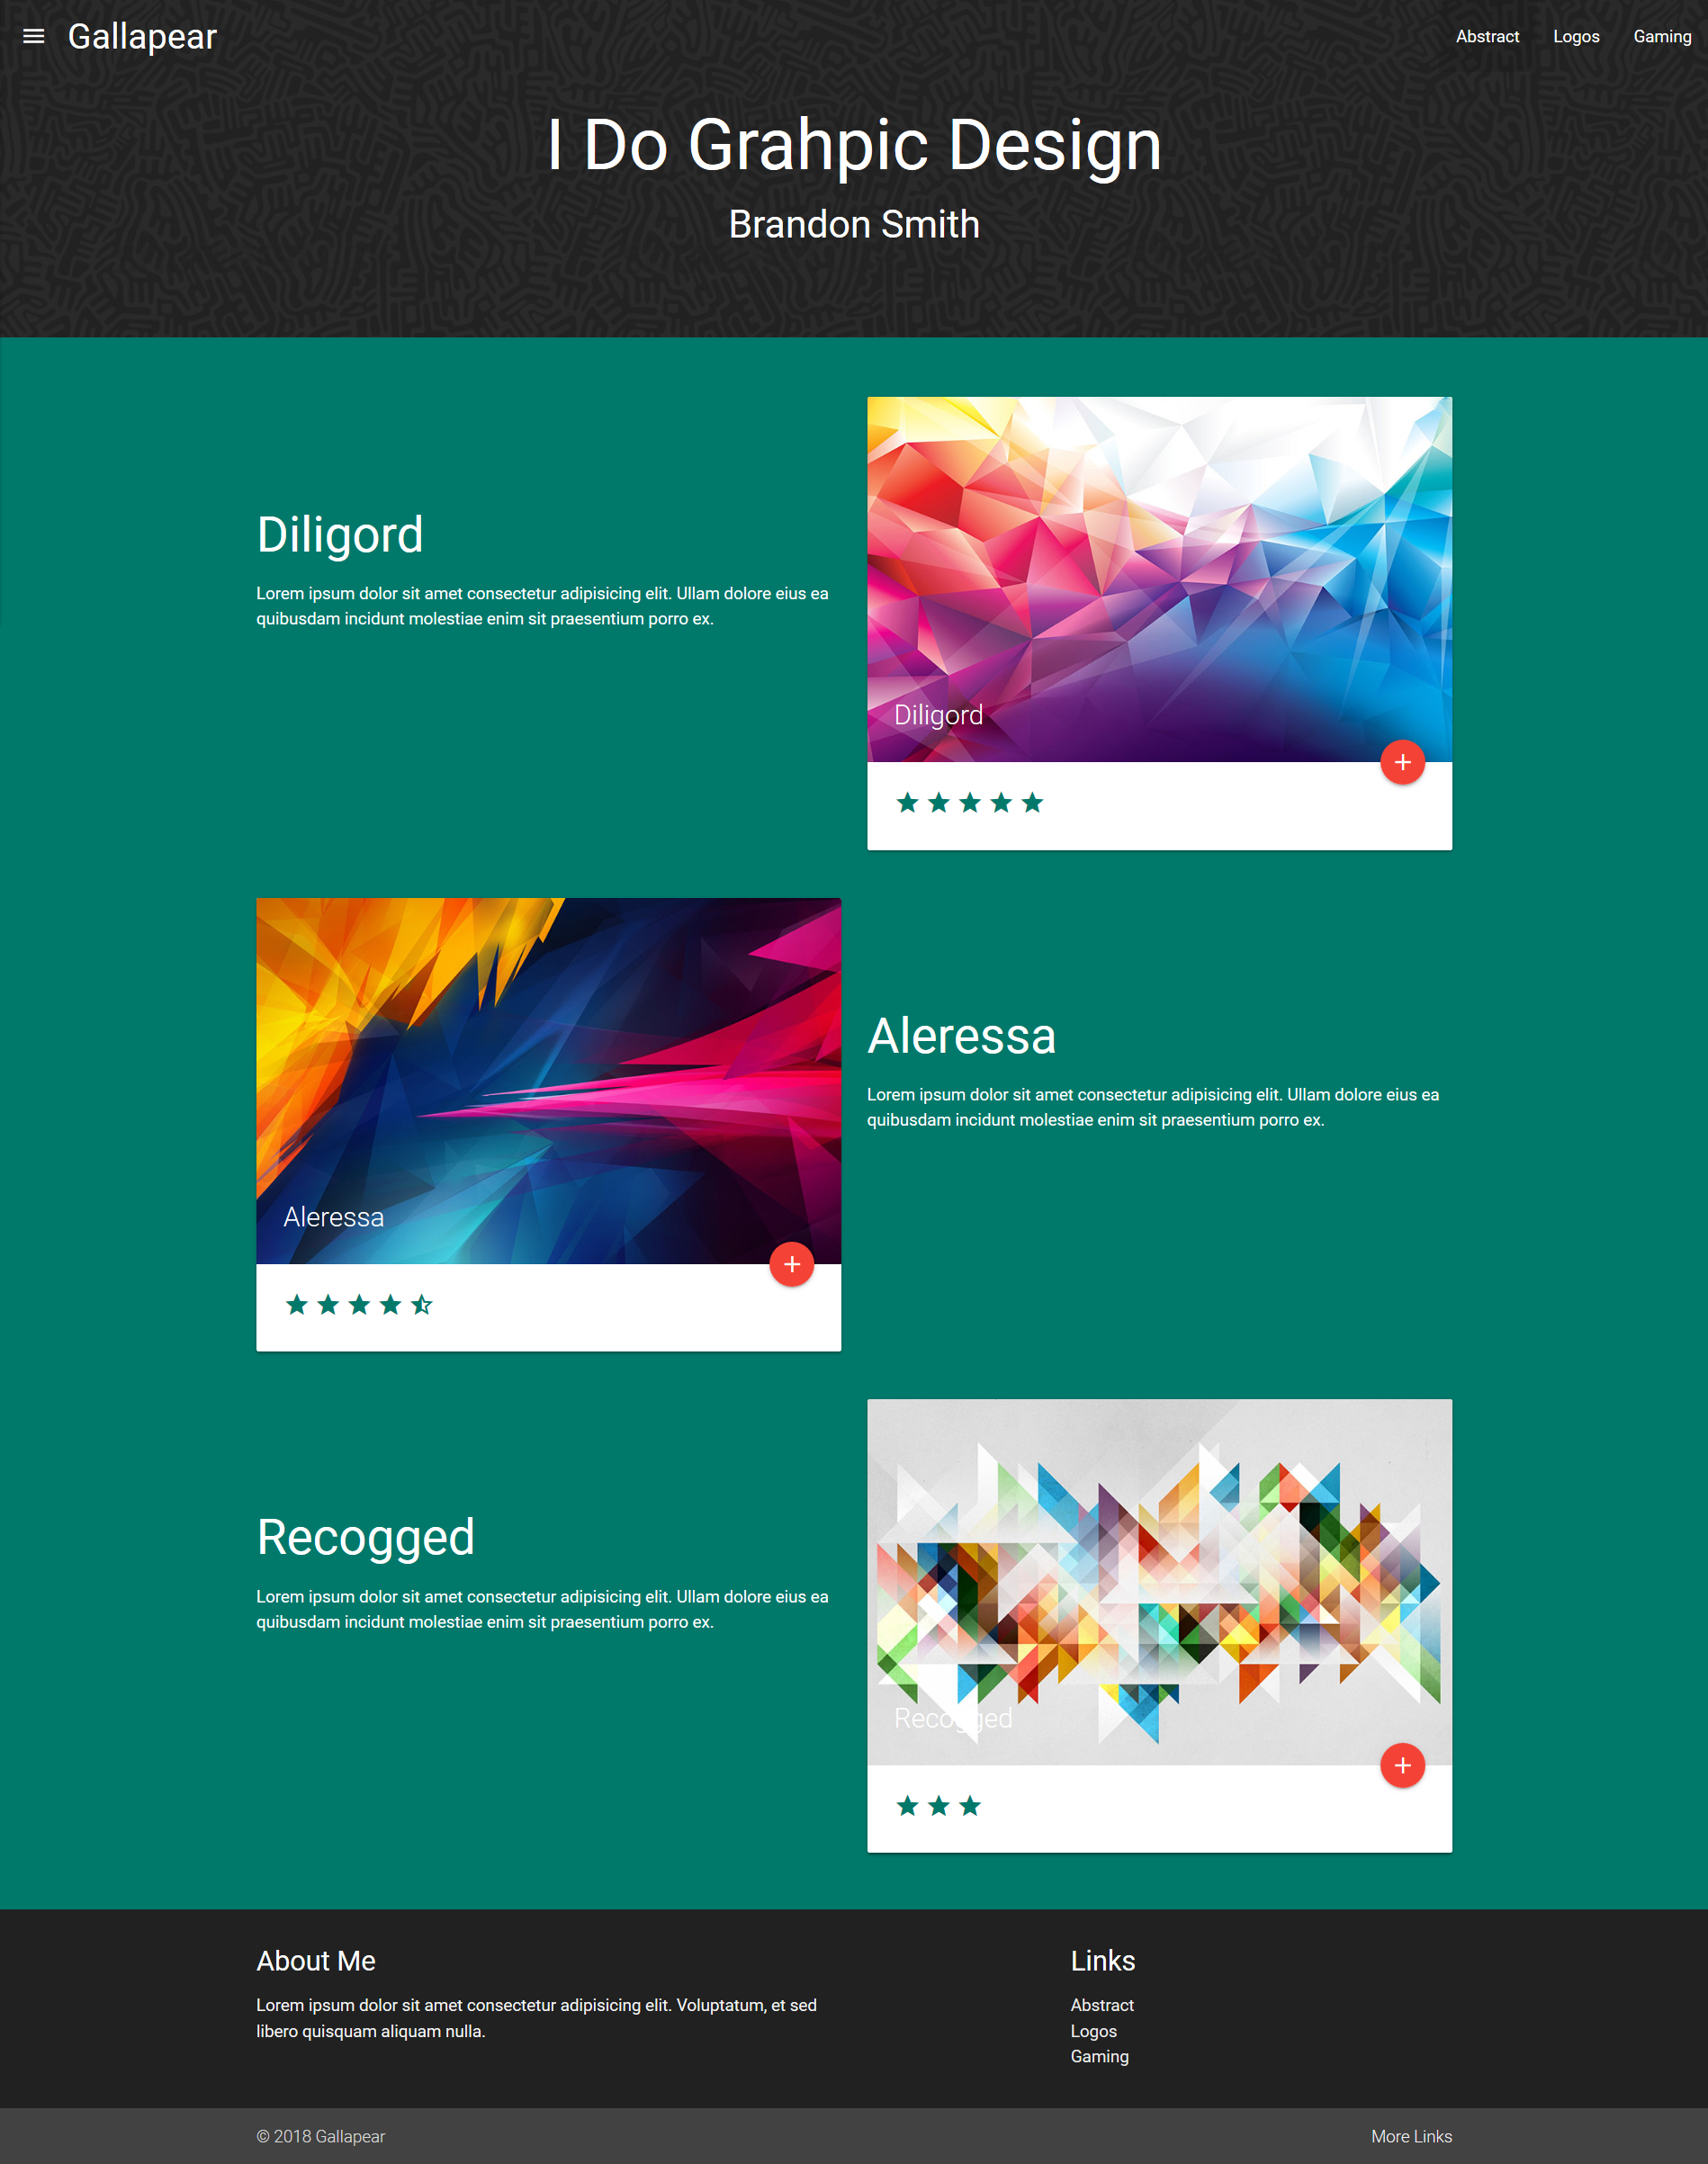 Gallapear
Abstract Logos Gaming
I Do Grahpic Design
Brandon Smith
Diligord
Lorem ipsum dolor sit amet consectetur adipisicing elit. Ullam dolore eius ea
quibusdam incidunt molestiae enim sit praesentium porro ex.
Diligord
Aleressa
Aleressa
Lorem ipsum dolor sit amet consectetur adipisicing elit. Ullam dolore eius ea
quibusdam incidunt molestiae enim sit praesentium porro ex.
Recogged
Lorem ipsum dolor sit amet consectetur adipisicing elit. Ullam dolore eius ea
quibusdam incidunt molestiae enim sit praesentium porro ex.
Recogged
About Me
Lorem ipsum dolor sit amet consectetur adipisicing elit. Voluptatum, et sed
libero quisquam aliquam nulla.
Links
Abstract
Logos
Gaming
© 2018 Gallapear
More Links